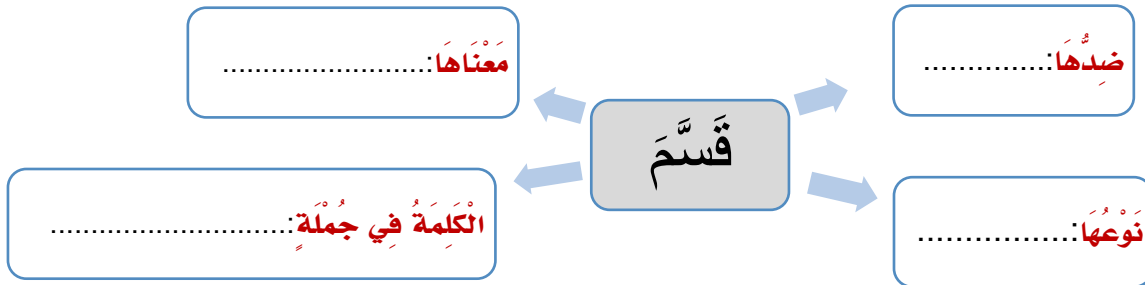 ضِدُّهَا:..............
مَعْنَاهَا:.........................
قَسَّمَ
الْكَلِمَةُ فِي جُمْلَةٍ:.............................
نَوْعُهَا:................